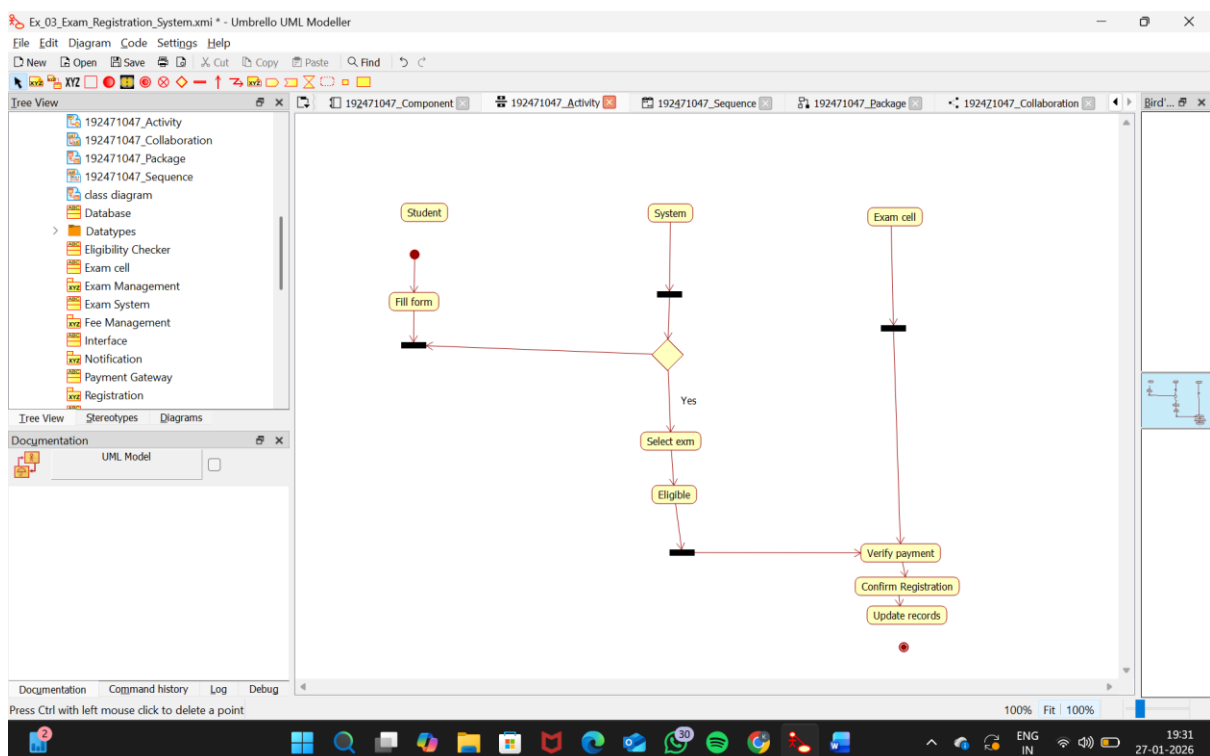 Ex_03_Exam_Registration_System.xmi * - Umbrello UML Modeller
File Edit Diagram Code Settings Help
New Open Save Cut Copy Paste Find
XYZ
Tree View
192471047_Component 192471047_Activity 192471047_Sequence 192471047_Package 192471047_Collaboration
Bird'...
192471047_Activity
192471047_Collaboration
192471047_Package
192471047_Sequence
class diagram
Database
Datatypes
Eligibility Checker
Exam cell
Exam Management
Exam System
Fee Management
Interface
Notification
Payment Gateway
Registration
Tree View Stereotypes Diagrams
Documentation
UML Model
Documentation Command history Log Debug
Student
System
Exam cell
Fill form
Yes
Select exm
Eligible
Verify payment
Confirm Registration
Update records
Press Ctrl with left mouse click to delete a point
100% Fit 100%
2
30
ENG
IN
19:31
27-01-2026